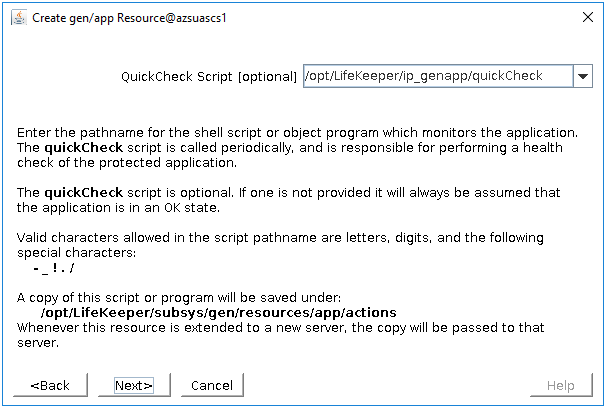 Create gen/app Resource@azsuascs1
QuickCheck Script [optional] /opt/LifeKeeper/ip_genapp/quickCheck
Enter the pathname for the shell script or object program which monitors the application.
The quickCheck script is called periodically, and is responsible for performing a health
check of the protected application.
The quickCheck script is optional. If one is not provided it will always be assumed that
the application is in an OK state.
Valid characters allowed in the script pathname are letters, digits, and the following
special characters:
- _ ! . /
A copy of this script or program will be saved under:
/opt/LifeKeeper/subsys/gen/resources/app/actions
Whenever this resource is extended to a new server, the copy will be passed to that
server.
<Back Next> Cancel Help